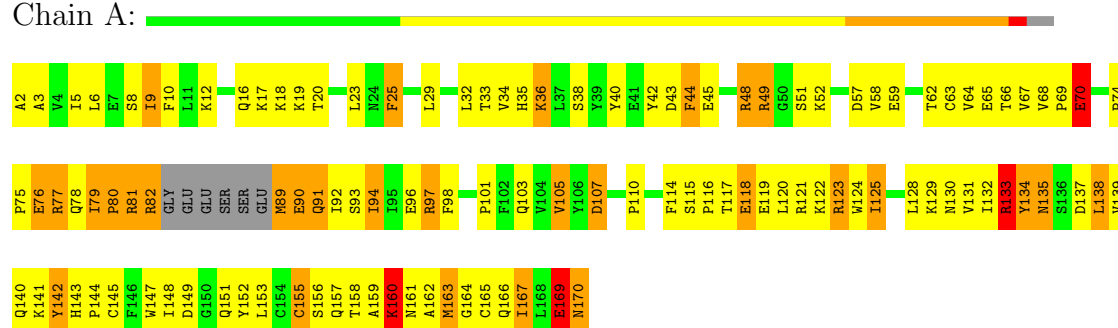 Chain A:
A2 A3 V4 I5 L6 E7 S8 I9 F10 L11 K12 Q16 K17 K18 K19 T20 L23 N24 F25 L29 L32 T33 V34 H35 K36 L37 S38 Y39 Y40 E41 Y42 D43 F44 E45 R48 R49 G50 S51 K52 D57 V58 E59 T62 C63 V64 E65 T66 V67 V68 P69 E70
P75 E76 R77 Q78 I79 P80 R81 R82 GLY GLU GLU SER SER GLU M89 E90 Q91 I92 S93 I94 I95 E96 R97 F98 P101 F102 Q103 V104 V105 Y106 D107 P110 F114 S115 P116 T117 E118 E119 L120 R121 K122 R123 W124 I125 L128 K129 N130 V131 I132 R133 Y134 N135 S136 D137 L138
Q140 K141 Y142 H143 P144 C145 F146 W147 I148 D149 G150 Q151 Y152 L153 C154 C155 S156 Q157 T158 A159 K160 N161 A162 M163 G164 C165 Q166 I167 L168 E169 N170